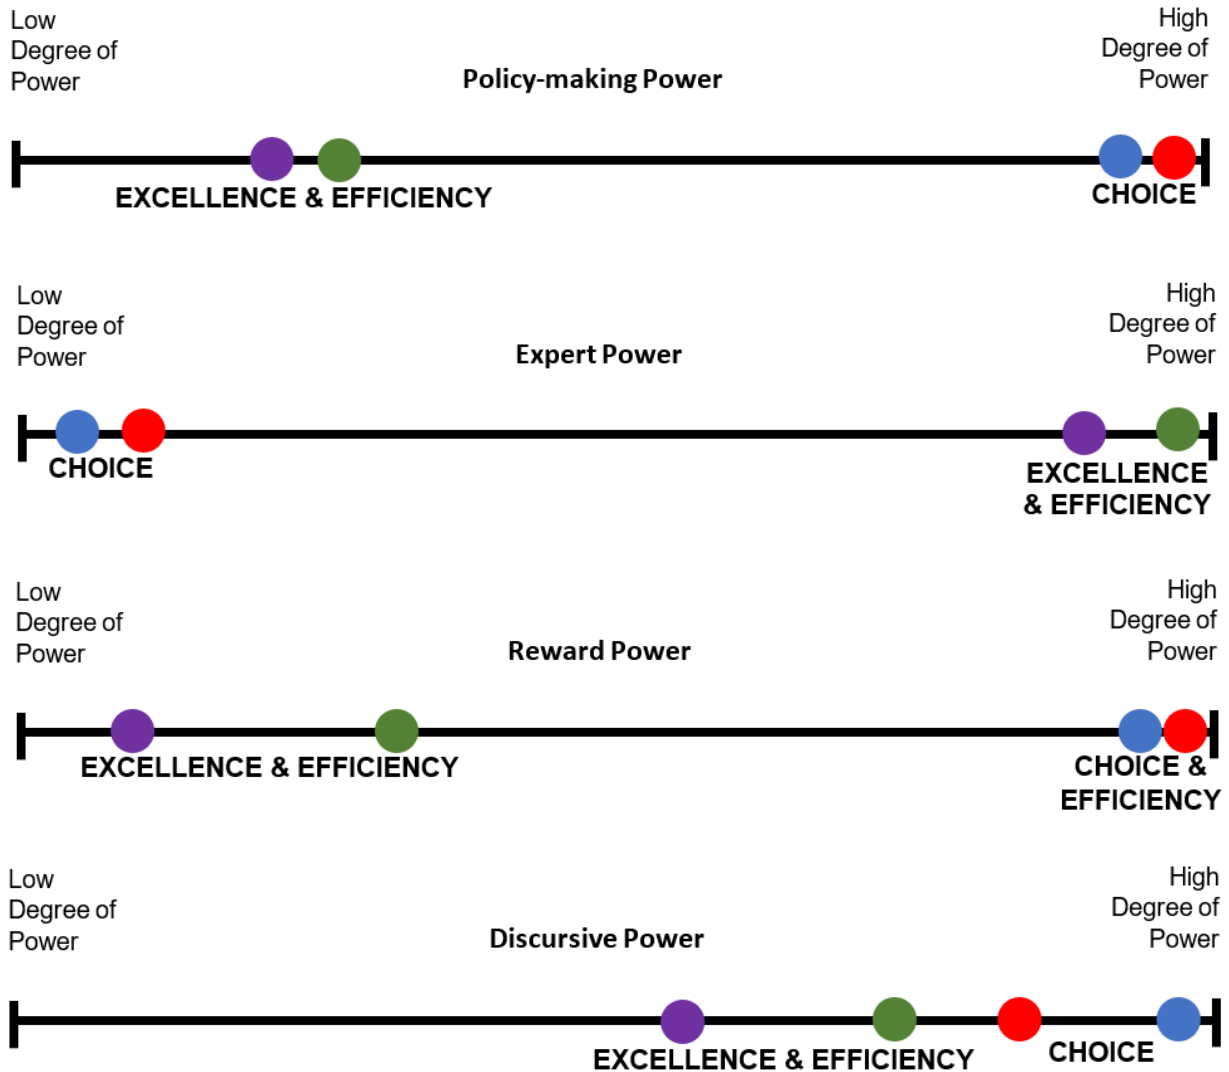 Low
Degree of
Power
High
Degree of
Power
Policy-making Power
EXCELLENCE & EFFICIENCY
CHOICE
Low
Degree of
Power
High
Degree of
Power
Expert Power
CHOICE
EXCELLENCE
& EFFICIENCY
Low
Degree of
Power
High
Degree of
Power
Reward Power
EXCELLENCE & EFFICIENCY
CHOICE &
EFFICIENCY
Low
Degree of
Power
High
Degree of
Power
Discursive Power
EXCELLENCE & EFFICIENCY
CHOICE